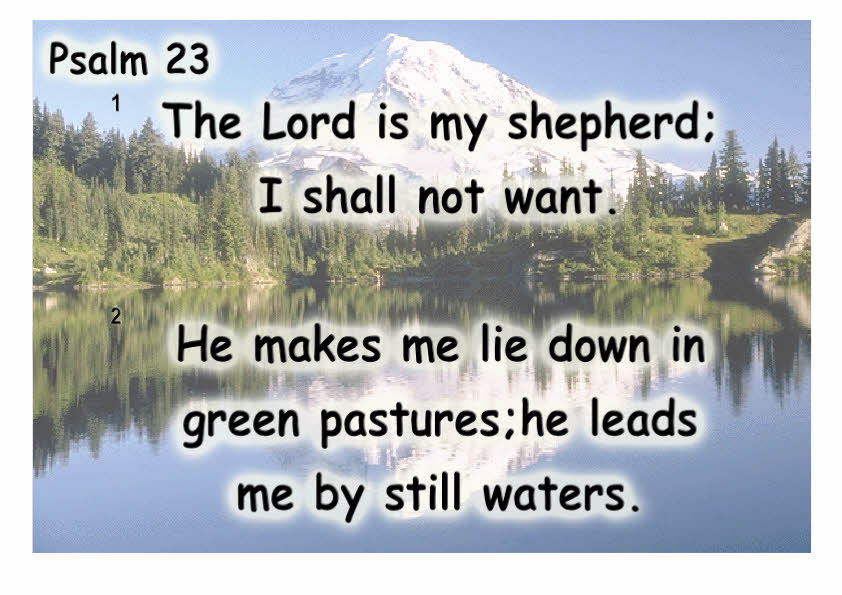 Psalm 23
1
The Lord is my shepherd;
I shall not want.
2
He makes me lie down in
green pastures;he leads
me by still waters.